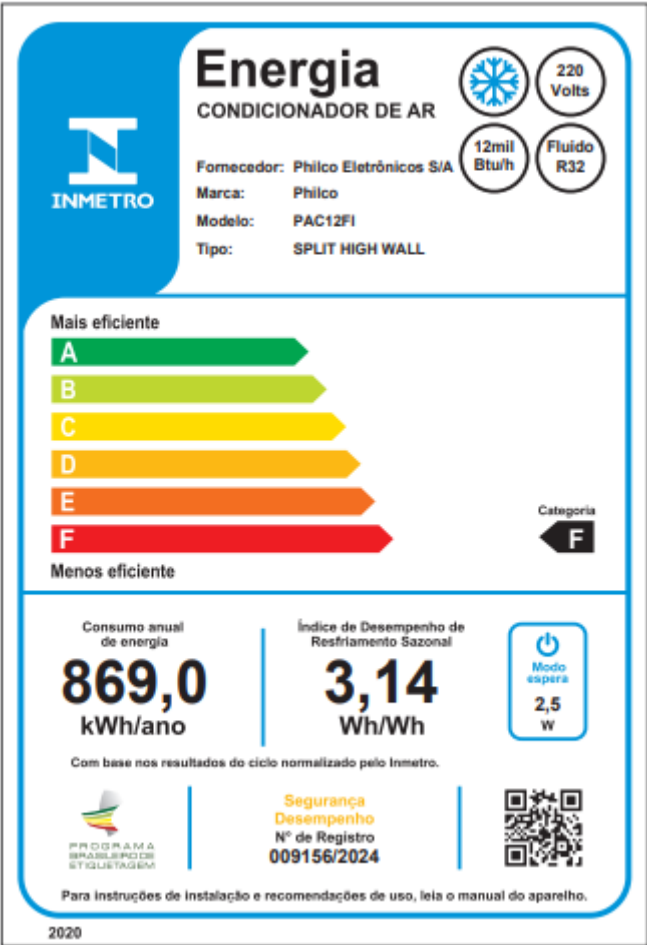 INMETRO
Energia
CONDICIONADOR DE AR
220
Volts
12mil
Btu/h
Fluido
R32
Fornecedor: Philco Eletrônicos S/A
Marca: Philco
Modelo: PAC12FI
Tipo: SPLIT HIGH WALL
Mais eficiente
A
B
C
D
E
F
Categoria
F
Menos eficiente
Consumo anual
de energia
869,0
kWh/ano
Índice de Desempenho de
Resfriamento Sazonal
3,14
Wh/Wh
Modo
espera
2,5
W
Com base nos resultados do ciclo normalizado pelo Inmetro.
PROGRAMA
BRASILEIRO DE
ETIQUETAGEM
Segurança
Desempenho
Nº de Registro
009156/2024
Para instruções de instalação e recomendações de uso, leia o manual do aparelho.
2020